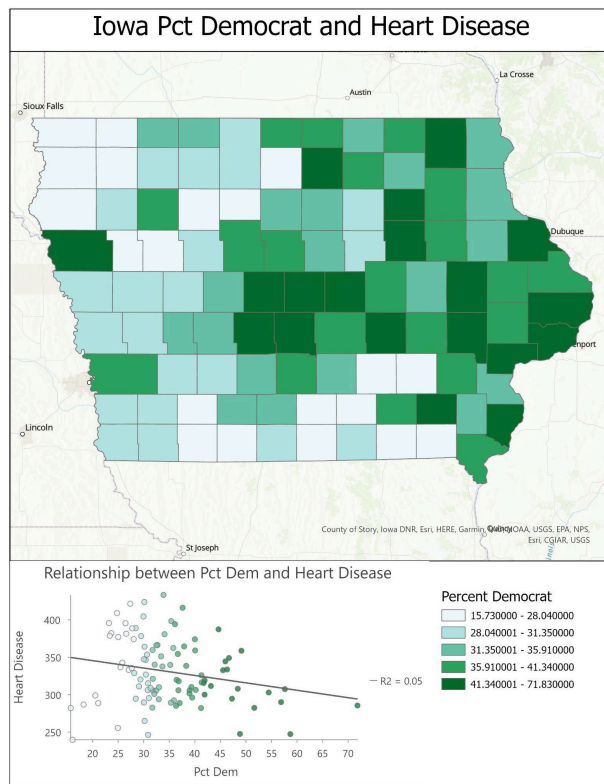 Iowa Pct Democrat and Heart Disease
La Crosse
Austin
Sioux Falls
Dubuque
enport
Lincoln
Quincy
County of Story, Iowa DNR, Esri, HERE, Garmin, NOAA, USGS, EPA, NPS,
Esri, CGIAR, USGS
St Joseph
Relationship between Pct Dem and Heart Disease
Heart Disease
400
350
300
250
20 25 30 35 40 45 50 55 60 65 70
Pct Dem
R2 = 0.05
Percent Democrat
15.730000 - 28.040000
28.040001 - 31.350000
31.350001 - 35.910000
35.910001 - 41.340000
41.340001 - 71.830000